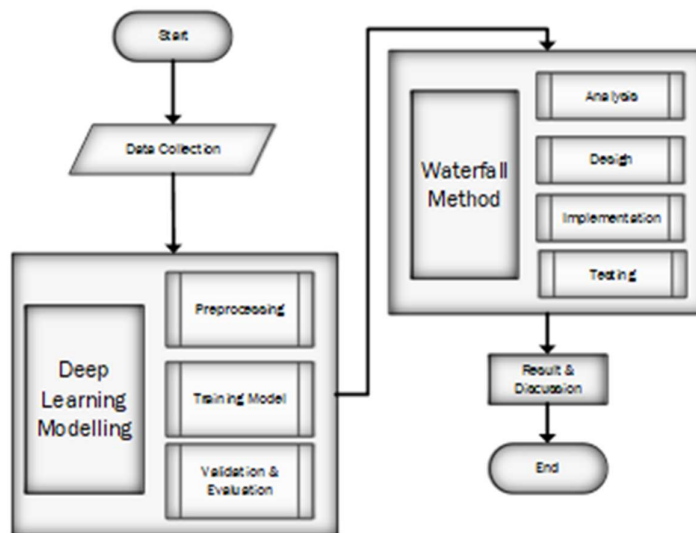 Start
Data Collection
Deep
Learning
Modelling
Preprocessing
Training Model
Validation &
Evaluation
Waterfall
Method
Analysis
Design
Implementation
Testing
Result &
Discussion
End